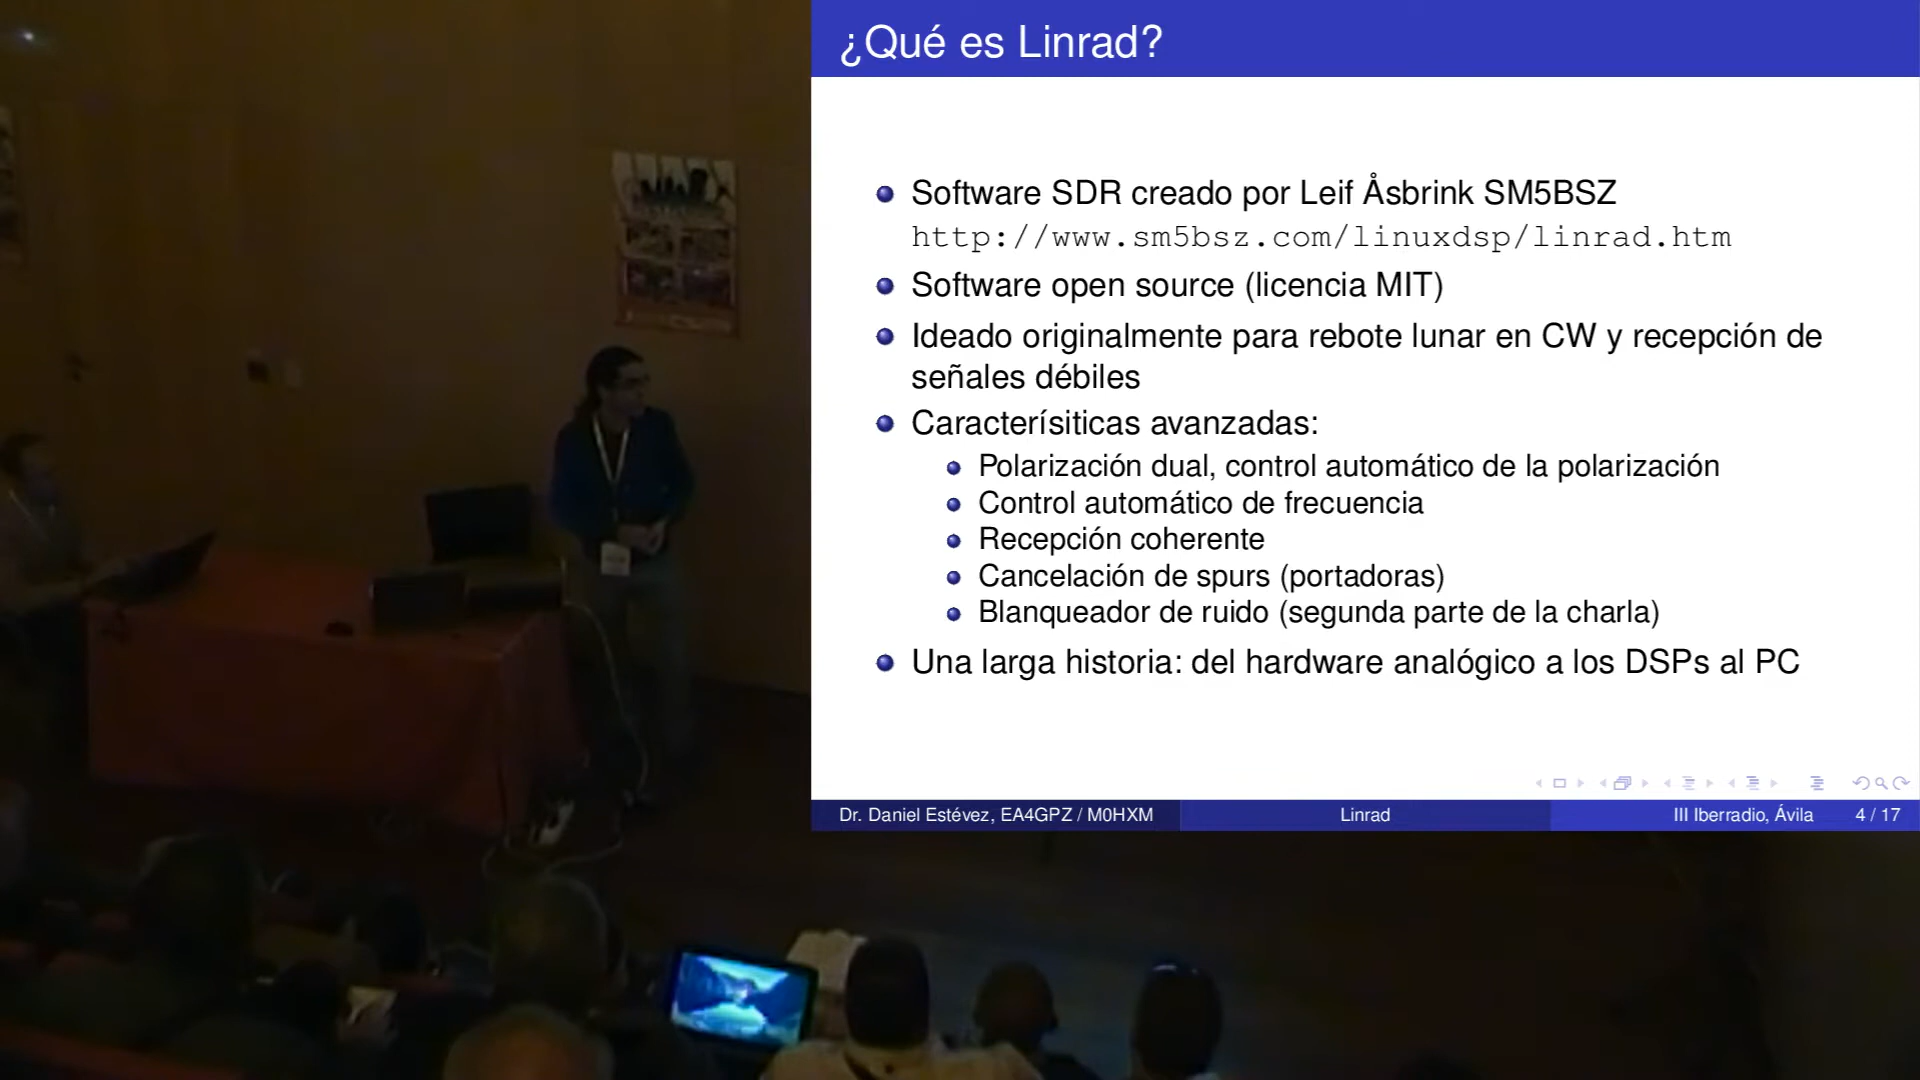 ¿Qué es Linrad?
Software SDR creado por Leif Åsbrink SM5BSZ
http://www.sm5bsz.com/linuxdsp/linrad.htm
Software open source (licencia MIT)
Ideado originalmente para rebote lunar en CW y recepción de
señales débiles
Caracterísiticas avanzadas:
Polarización dual, control automático de la polarización
Control automático de frecuencia
Recepción coherente
Cancelación de spurs (portadoras)
Blanqueador de ruido (segunda parte de la charla)
Una larga historia: del hardware analógico a los DSPs al PC
Dr. Daniel Estévez, EA4GPZ / M0HXM Linrad III Iberradio, Ávila 4 / 17